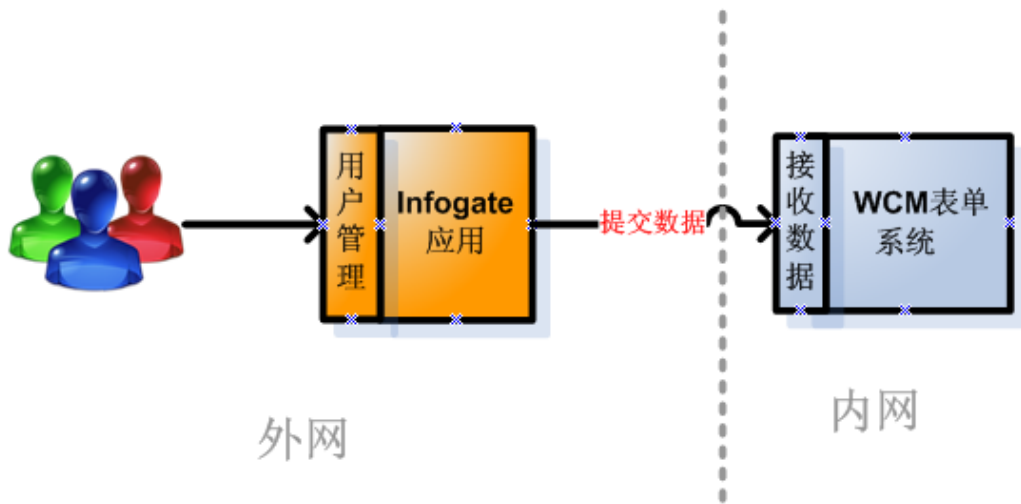 用户管理
Infogate
应用
提交数据
接收数据
WCM表单
系统
外网
内网